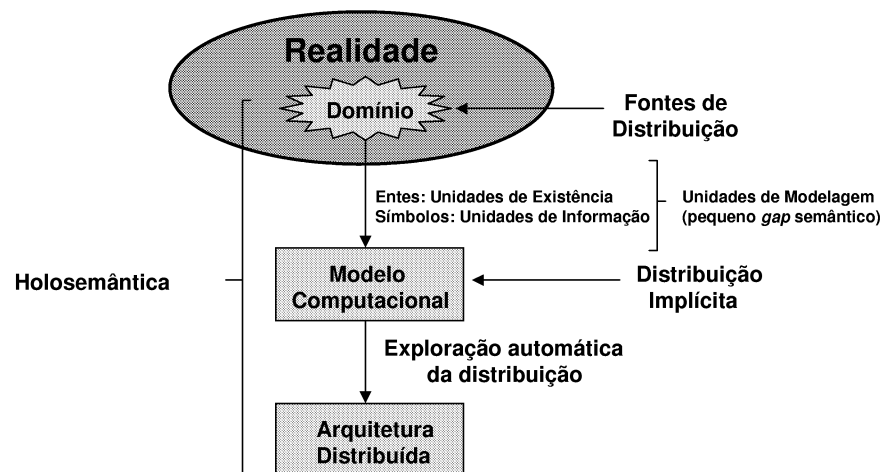 Realidade
Domínio
Fontes de
Distribuição
Entes: Unidades de Existência
Símbolos: Unidades de Informação
Unidades de Modelagem
(pequeno gap semântico)
Holosemântica
Modelo
Computacional
Distribuição
Implícita
Exploração automática
da distribuição
Arquitetura
Distribuída